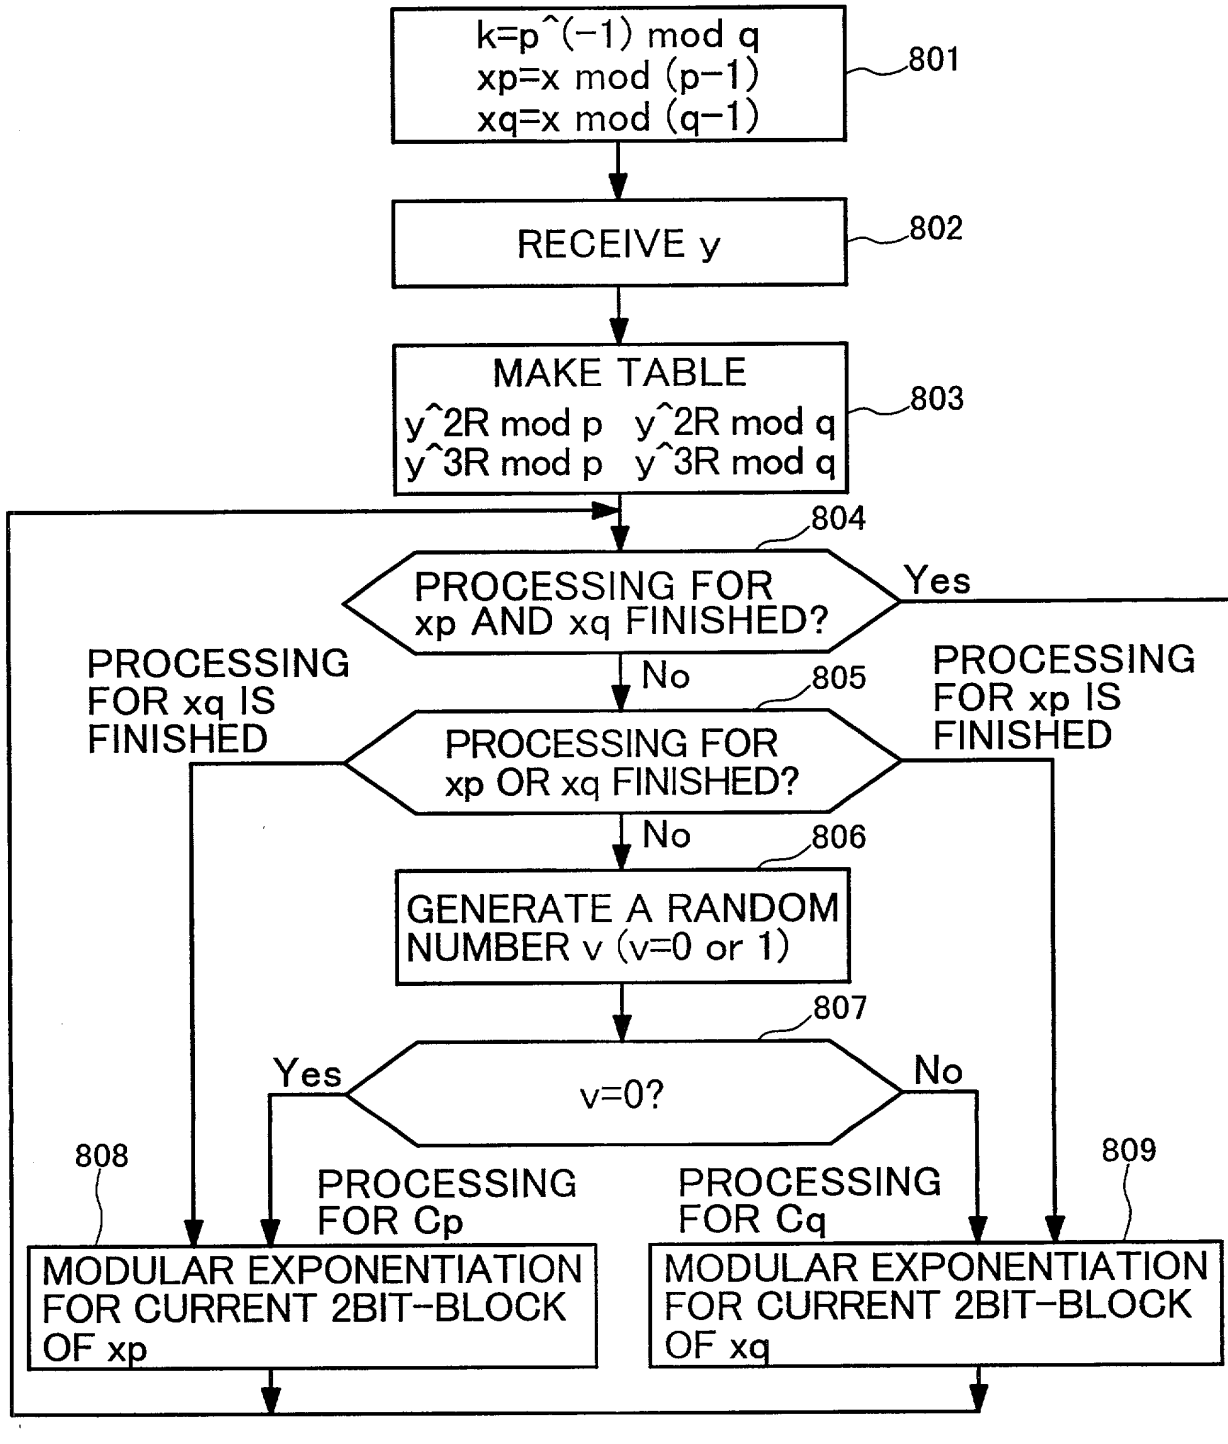 k=p^(-1) mod q
xp=x mod (p-1)
xq=x mod (q-1)
801
RECEIVE y
802
MAKE TABLE
y^2R mod p y^2R mod q
y^3R mod p y^3R mod q
803
804
PROCESSING FOR
xp AND xq FINISHED?
Yes
No
PROCESSING
FOR xq IS
FINISHED
805
PROCESSING FOR
xp OR xq FINISHED?
PROCESSING
FOR xp IS
FINISHED
No
806
GENERATE A RANDOM
NUMBER v (v=0 or 1)
807
v=0?
Yes
No
808
PROCESSING
FOR Cp
PROCESSING
FOR Cq
809
MODULAR EXPONENTIATION
FOR CURRENT 2BIT-BLOCK
OF xp
MODULAR EXPONENTIATION
FOR CURRENT 2BIT-BLOCK
OF xq